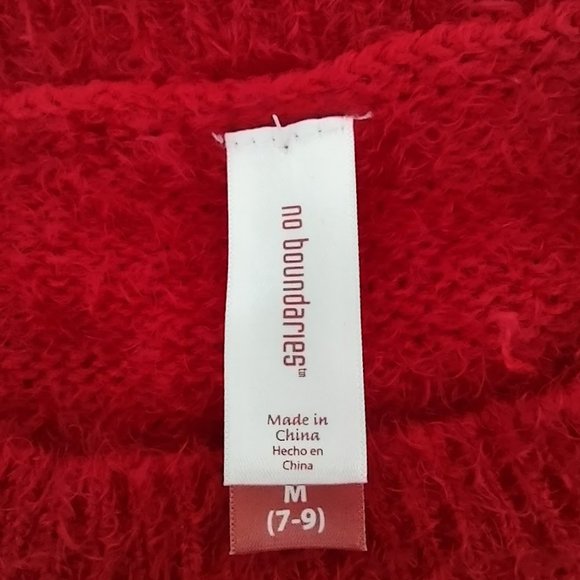 no boundaries™
Made in
China
Hecho en
China
M
(7-9)